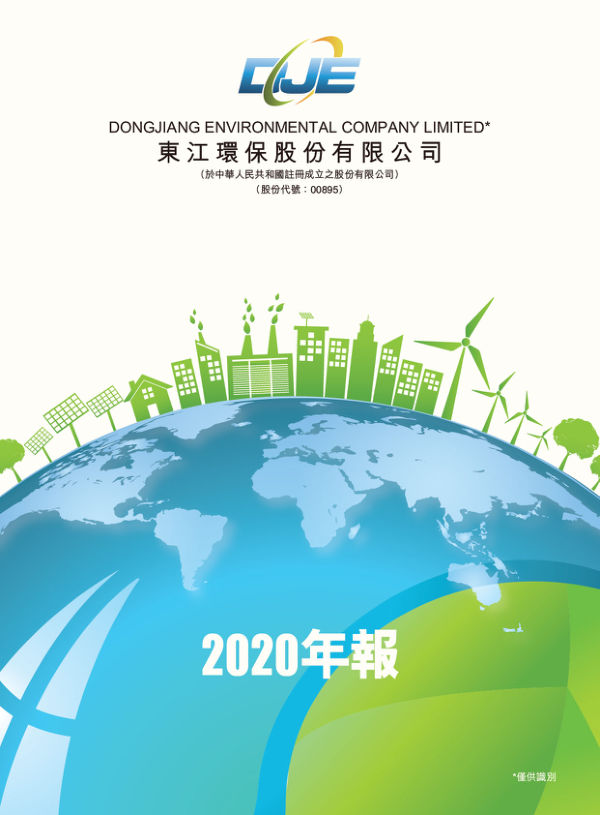 DJE
DONGJIANG ENVIRONMENTAL COMPANY LIMITED*
東江環保股份有限公司
（於中華人民共和國註冊成立之股份有限公司）
（股份代號：00895）
2020年報
*僅供識別